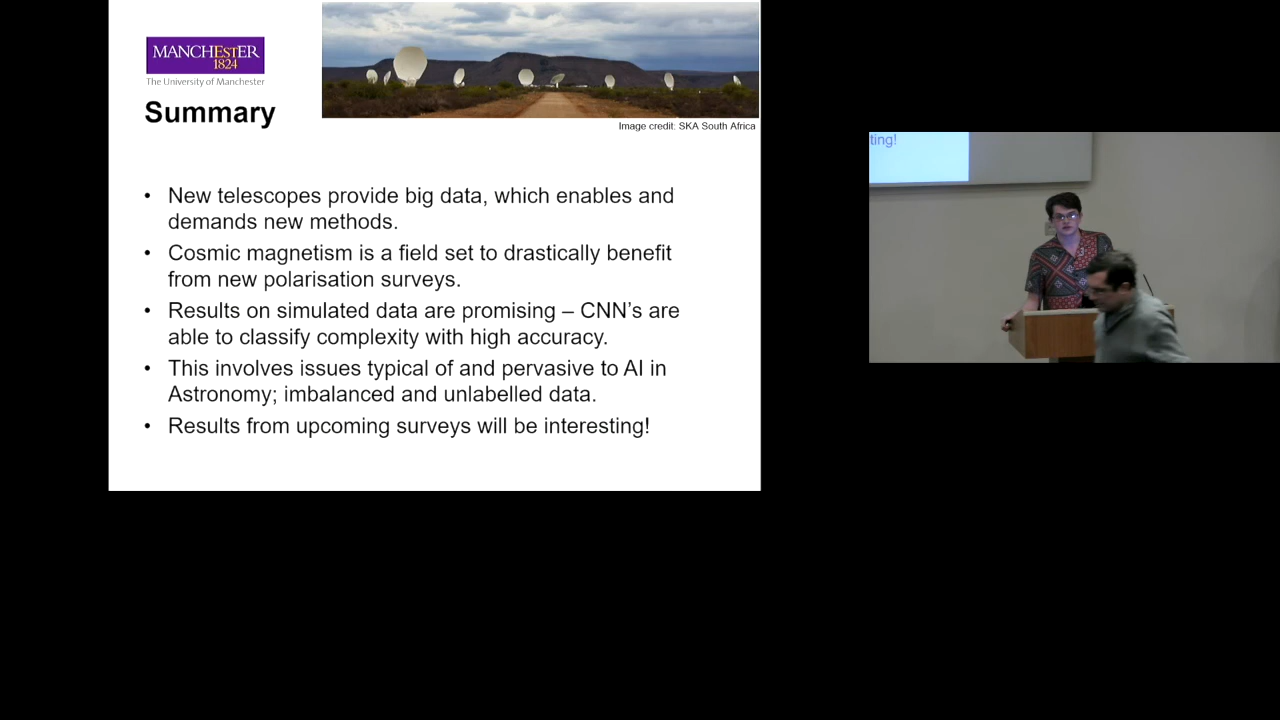 MANCHESTER
1824
The University of Manchester
Summary
Image credit: SKA South Africa
• New telescopes provide big data, which enables and
demands new methods.
• Cosmic magnetism is a field set to drastically benefit
from new polarisation surveys.
• Results on simulated data are promising – CNN’s are
able to classify complexity with high accuracy.
• This involves issues typical of and pervasive to AI in
Astronomy; imbalanced and unlabelled data.
• Results from upcoming surveys will be interesting!
ting!